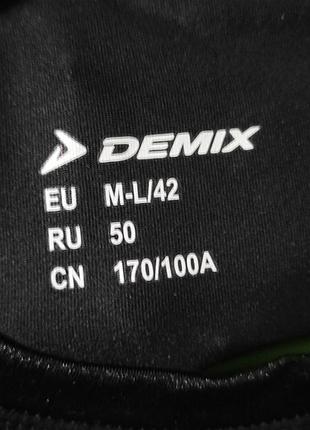 DEMIX
EU M-L/42
RU 50
CN 170/100A